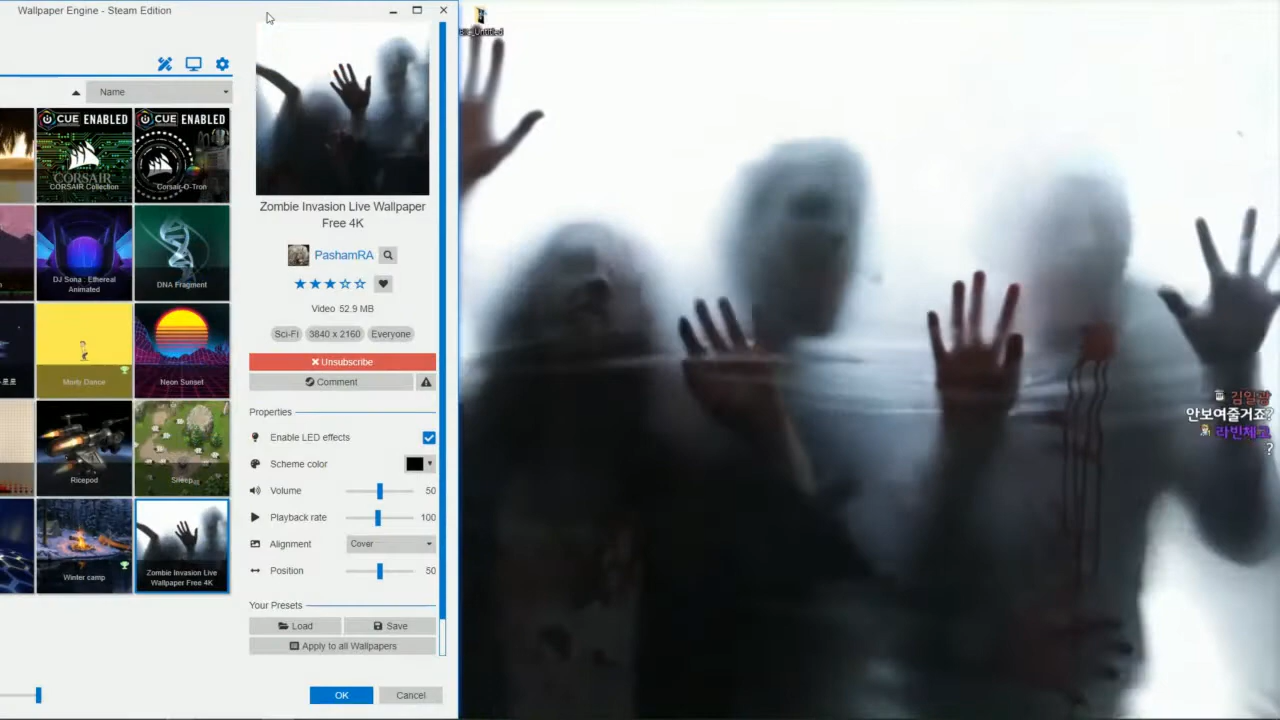 Wallpaper Engine - Steam Edition
Name
CUE ENABLED
CORSAIR
CORSAIR Collection
CUE ENABLED
Corsair-O-Tron
DJ Sona : Ethereal
Animated
DNA Fragment
Morty Dance
Neon Sunset
Ricepod
Sheep
Winter camp
Zombie Invasion Live
Wallpaper Free 4K
Zombie Invasion Live Wallpaper
Free 4K
PashamRA
Video 52.9 MB
Sci-Fi 3840 x 2160 Everyone
Unsubscribe
Comment
Properties
Enable LED effects
Scheme color
Volume 50
Playback rate 100
Alignment Cover
Position 50
Your Presets
Load Save
Apply to all Wallpapers
OK Cancel
안보여줄거죠?
라빈체고
?